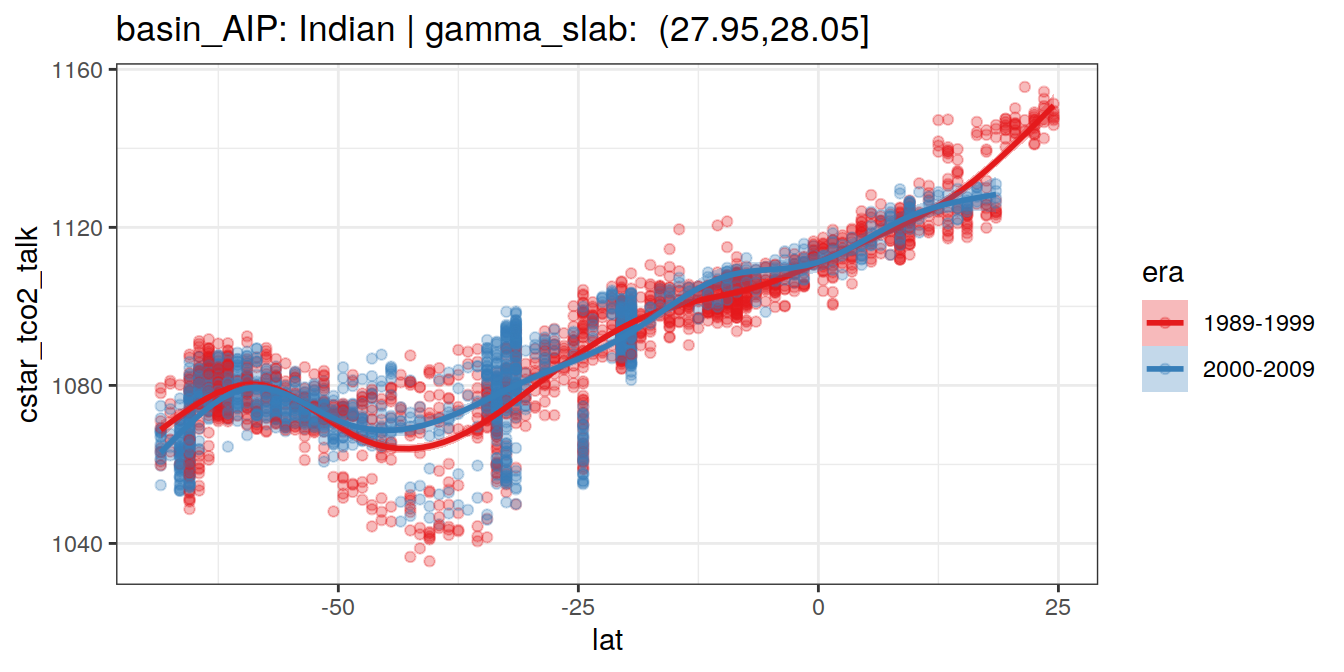 basin_AIP: Indian | gamma_slab:  (27.95,28.05]
1160
1120
1080
1040
cstar_tco2_talk
-50
-25
0
25
lat
era
1989-1999
2000-2009